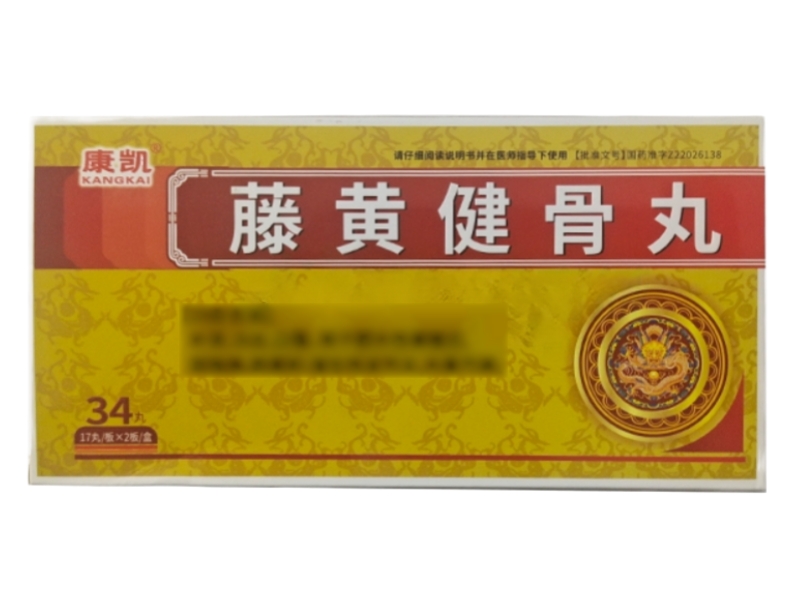 康凯®
KANGKAI
请仔细阅读说明书并在医师指导下使用 【批准文号】国药准字Z22026138
藤黄健骨丸
34丸
17丸/板×2板/盒